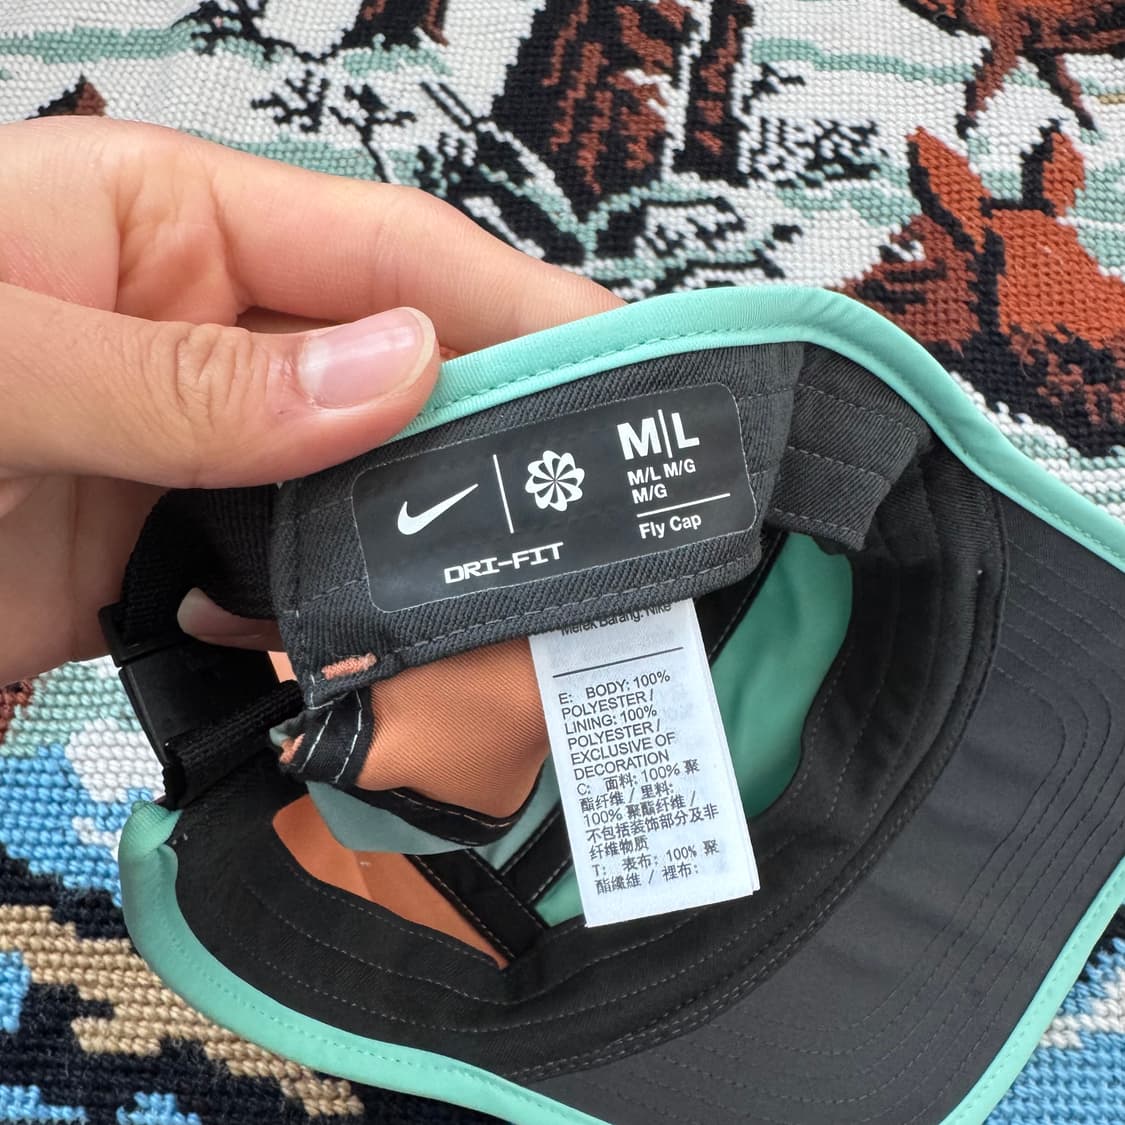 M|L
M/L M/G
M/G
Fly Cap
DRI-FIT
Merek Barang: Nike
E: BODY: 100%
POLYESTER /
LINING: 100%
POLYESTER /
EXCLUSIVE OF
DECORATION
C: 面料: 100% 聚
酯纤维 / 里料:
100% 聚酯纤维 /
不包括装饰部分及非
纤维物质
T: 表布: 100% 聚
酯纖維 / 裡布: